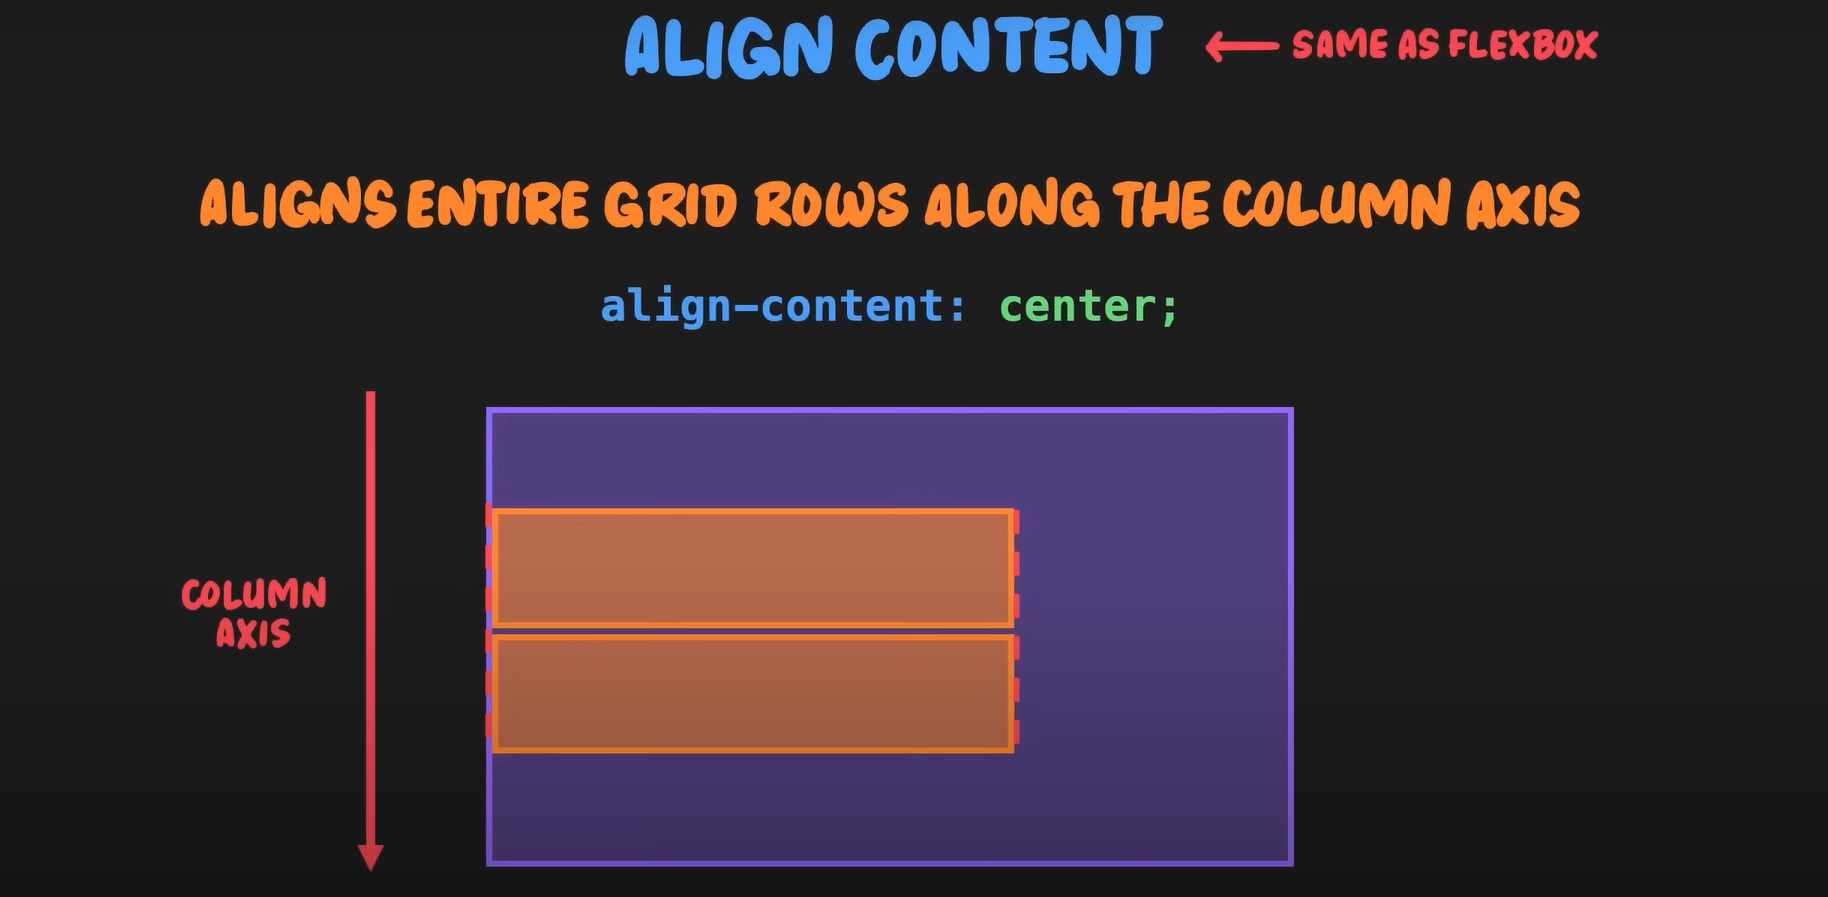 ALIGN CONTENT ← SAME AS FLEXBOX
ALIGNS ENTIRE GRID ROWS ALONG THE COLUMN AXIS
align-content: center;
COLUMN
AXIS